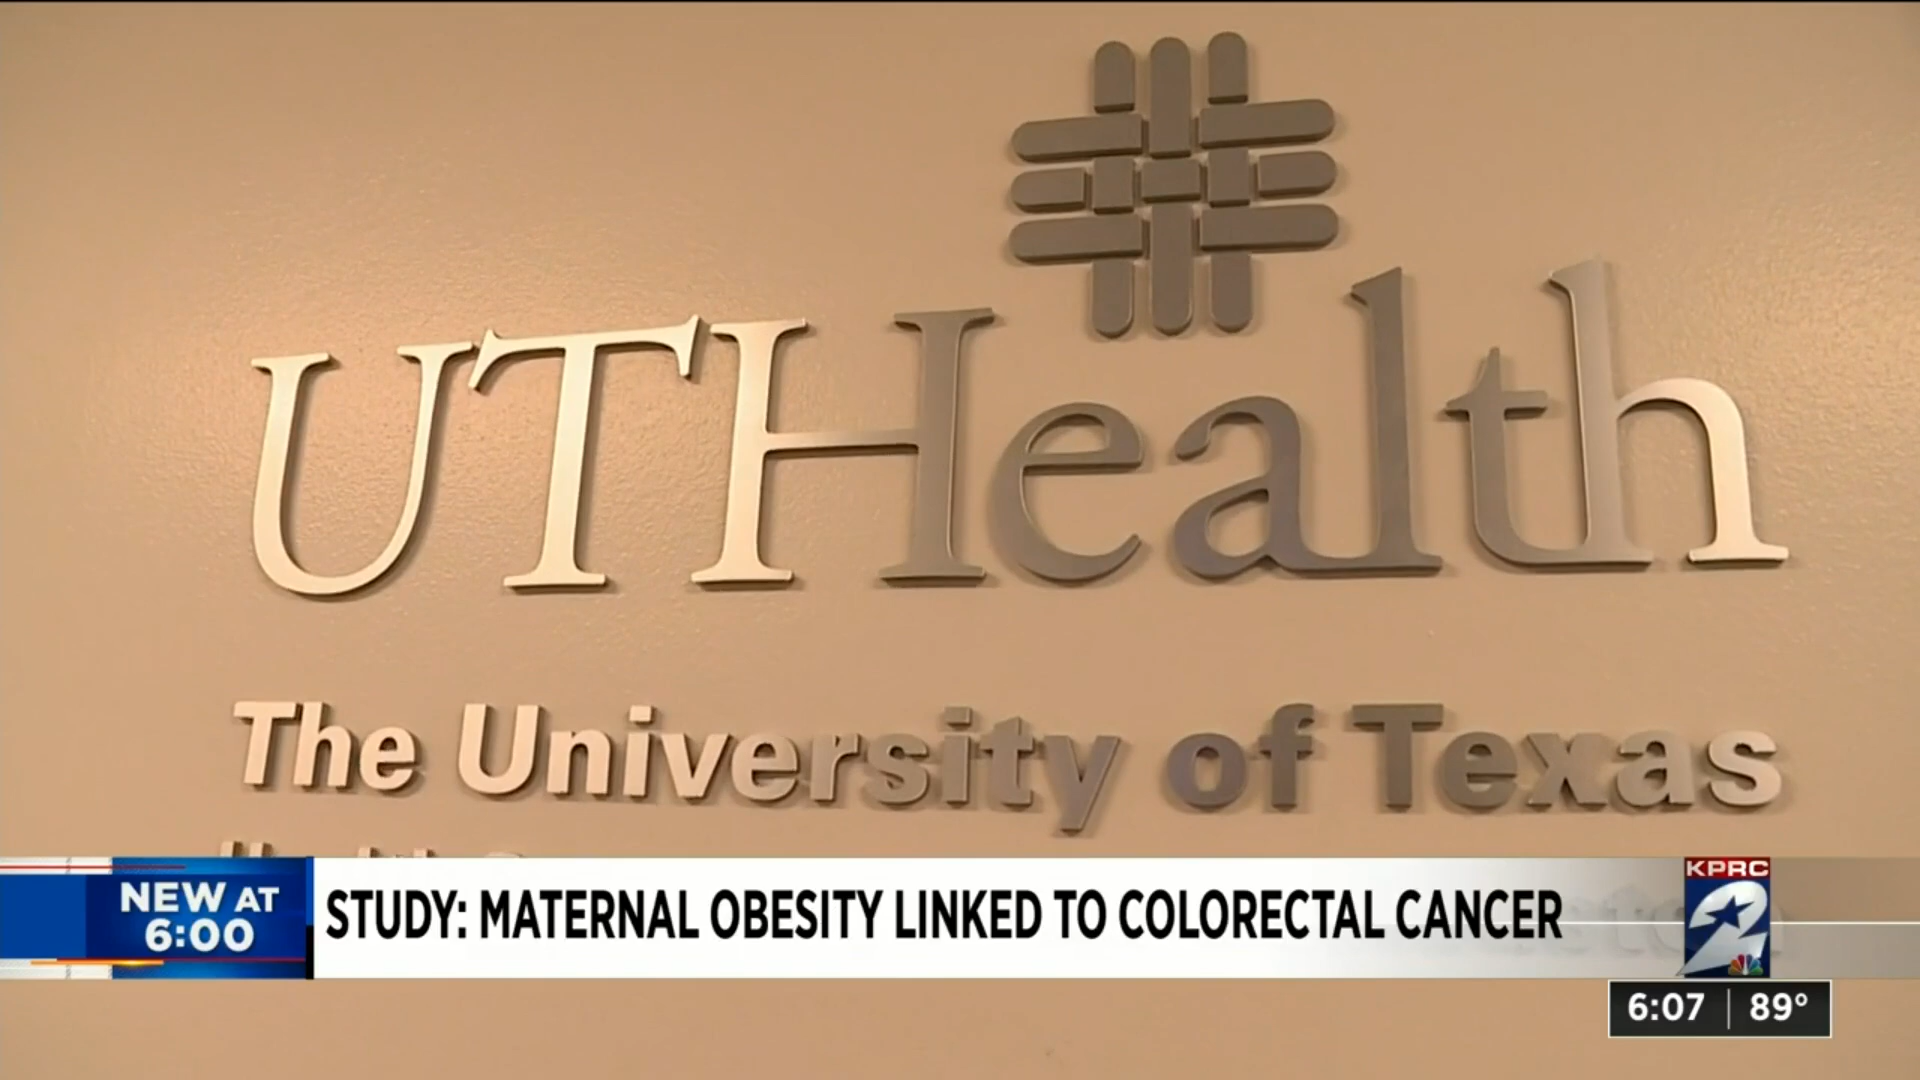 UTHealth
The University of Texas
NEW AT
6:00
STUDY: MATERNAL OBESITY LINKED TO COLORECTAL CANCER
KPRC
2
6:07 89°